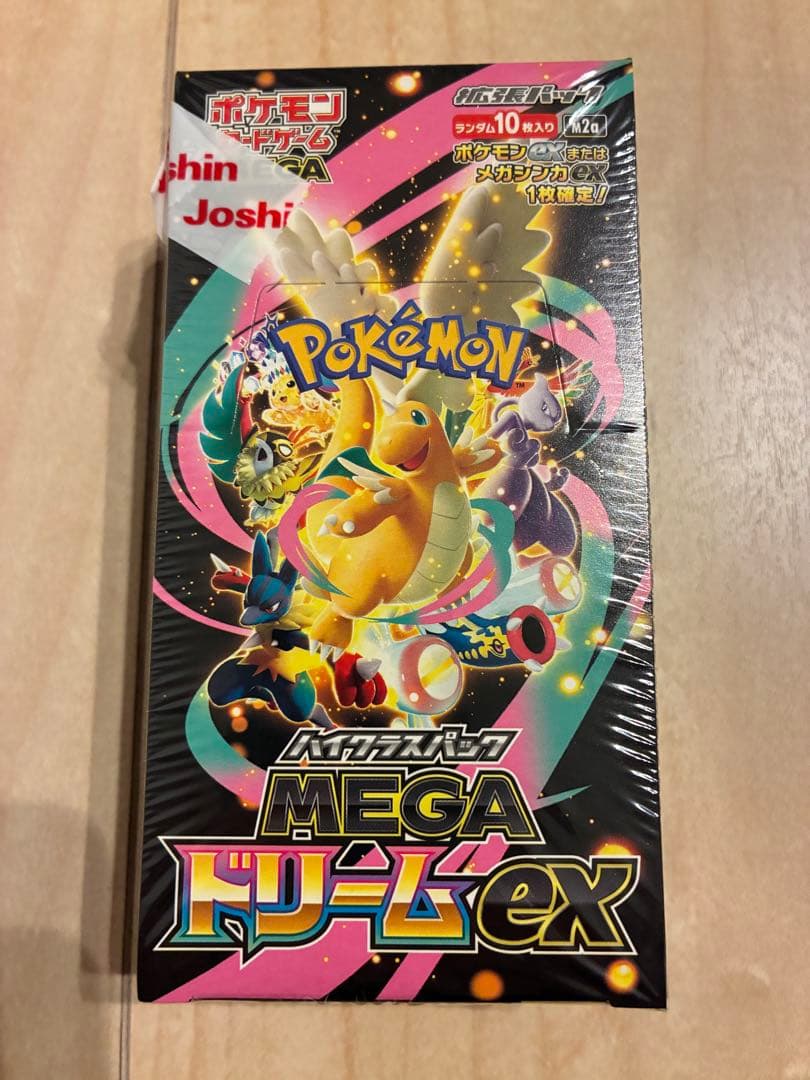 ポケモン
カードゲーム
MEGA
shin
Joshi
拡張パック
ランダム10枚入り
M2a
ポケモンexまたは
メガシンカex
1枚確定!
POKéMON
TM
ハイクラスパック
MEGA
ドリームex